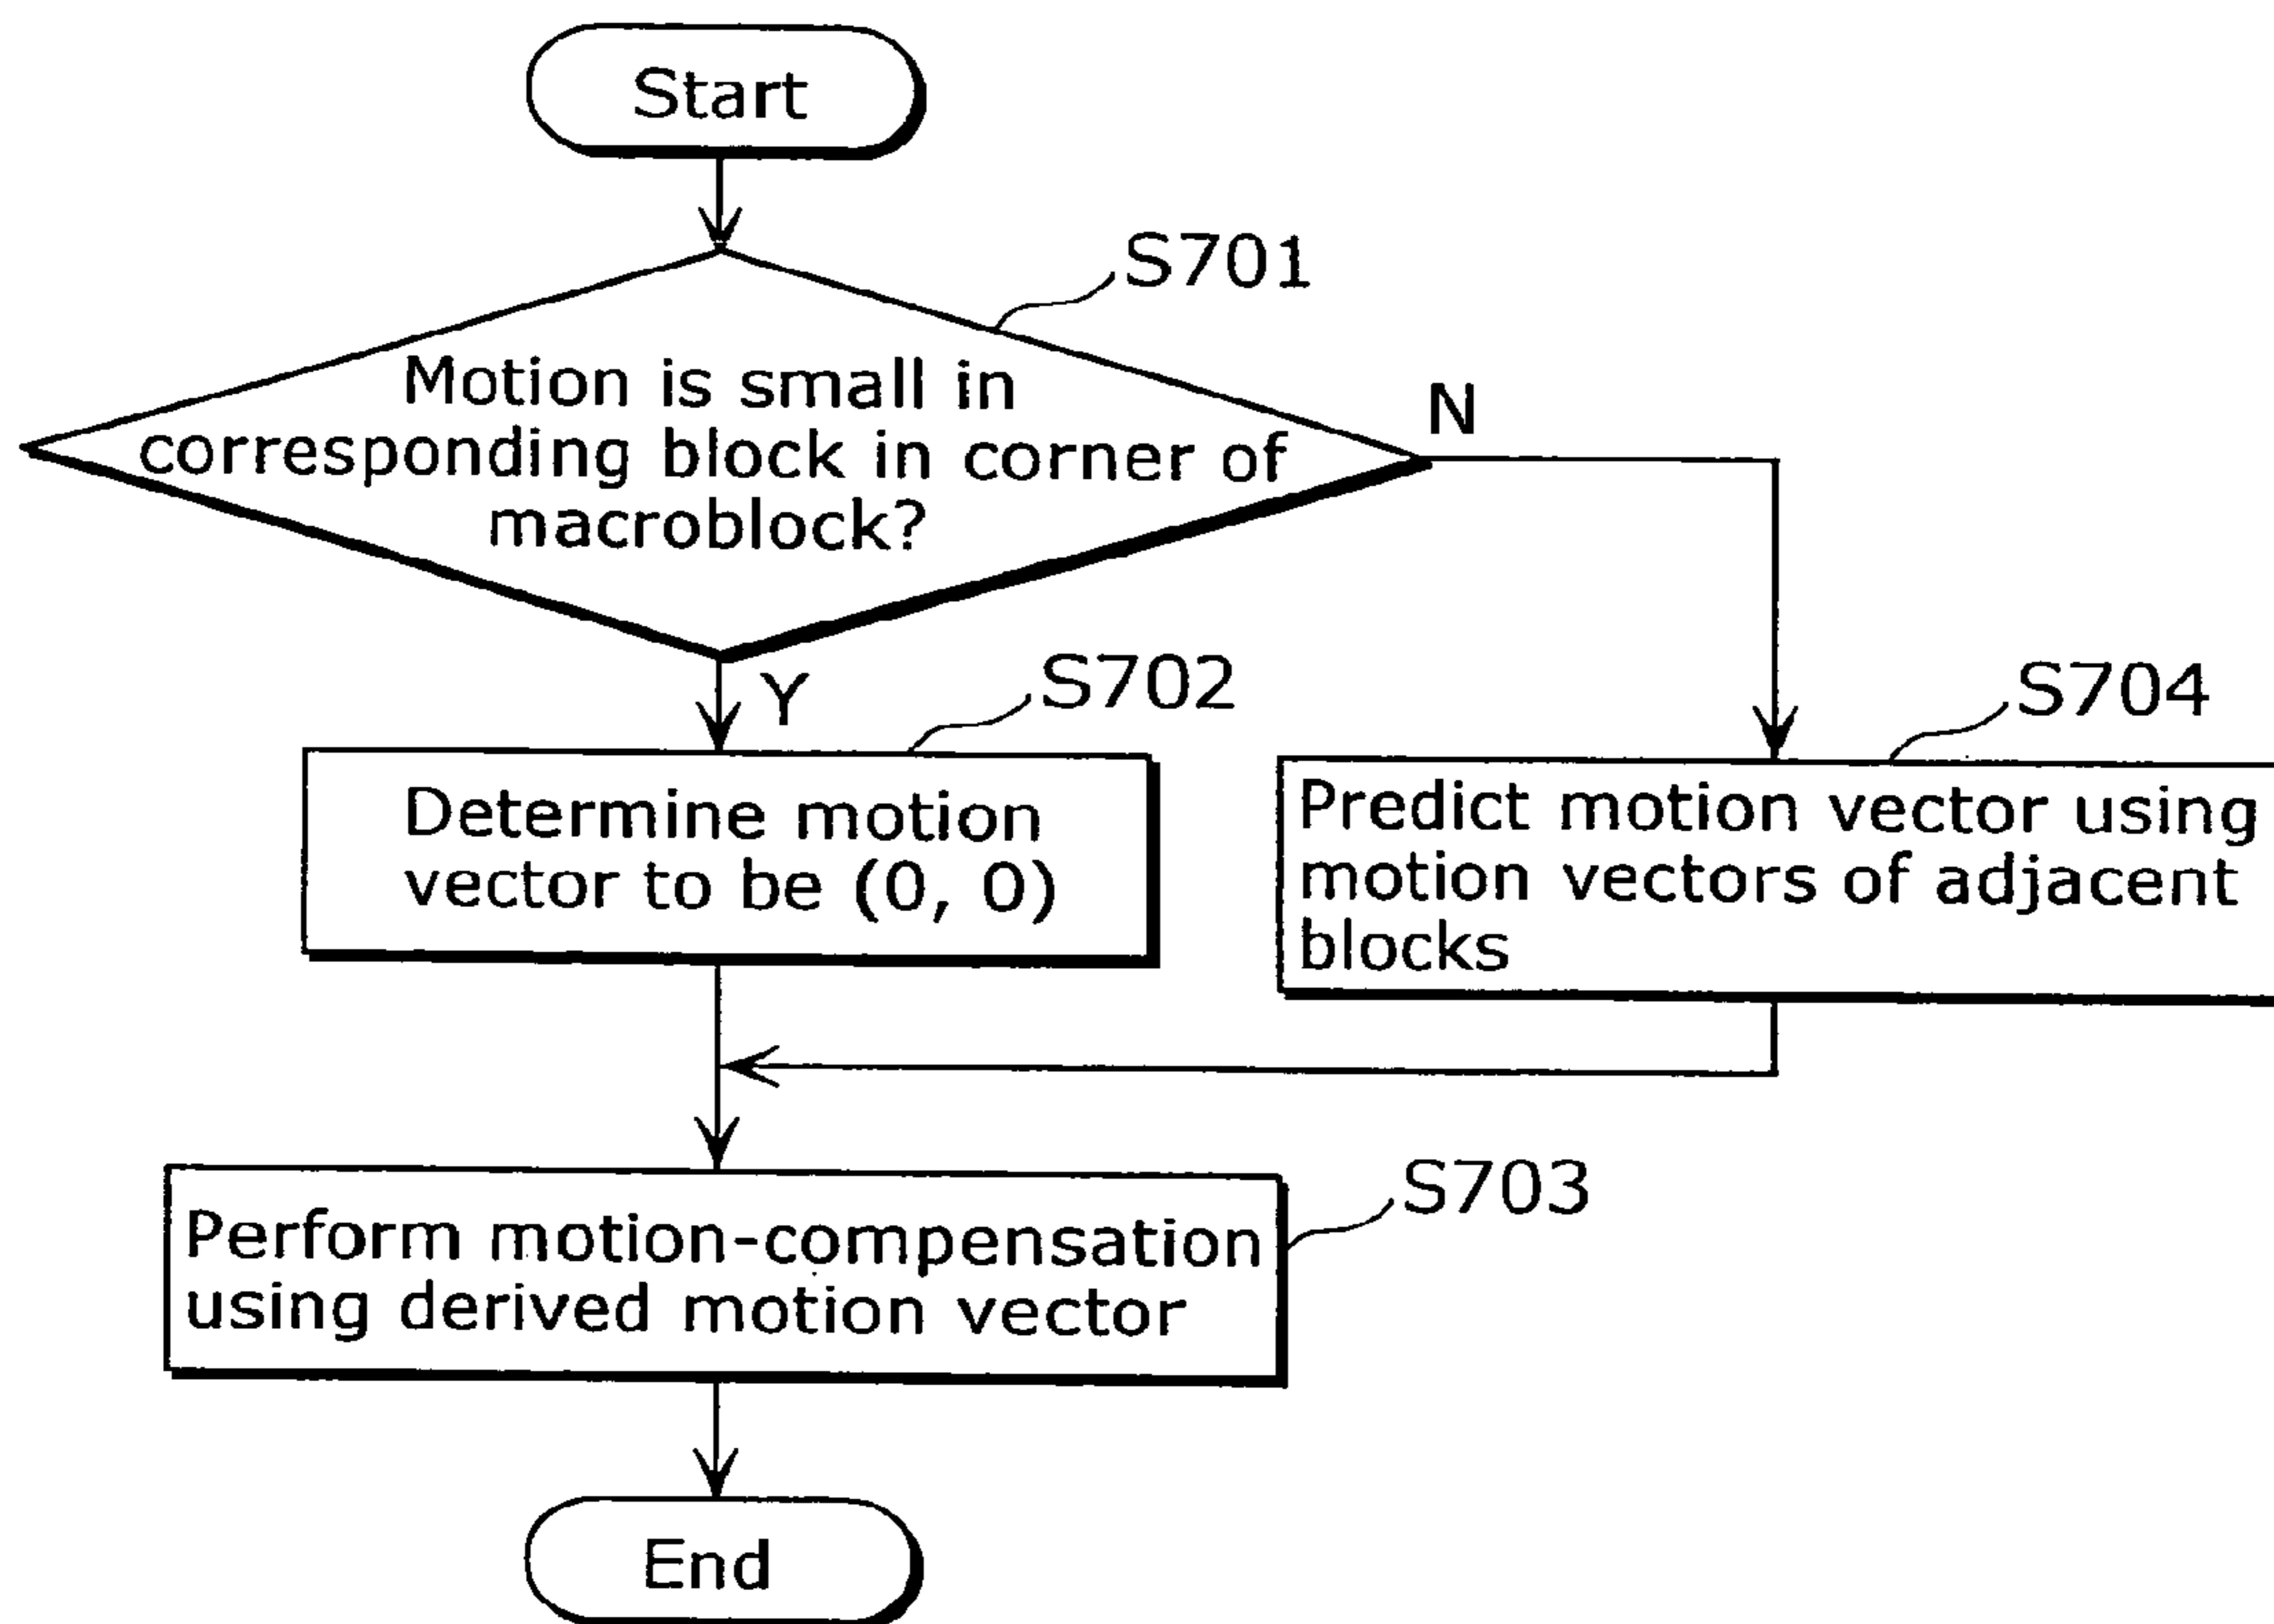 Start
S701
Motion is small in
corresponding block in corner of
macroblock?
N
Y
S702
Determine motion
vector to be (0, 0)
S704
Predict motion vector using
motion vectors of adjacent
blocks
S703
Perform motion-compensation
using derived motion vector
End